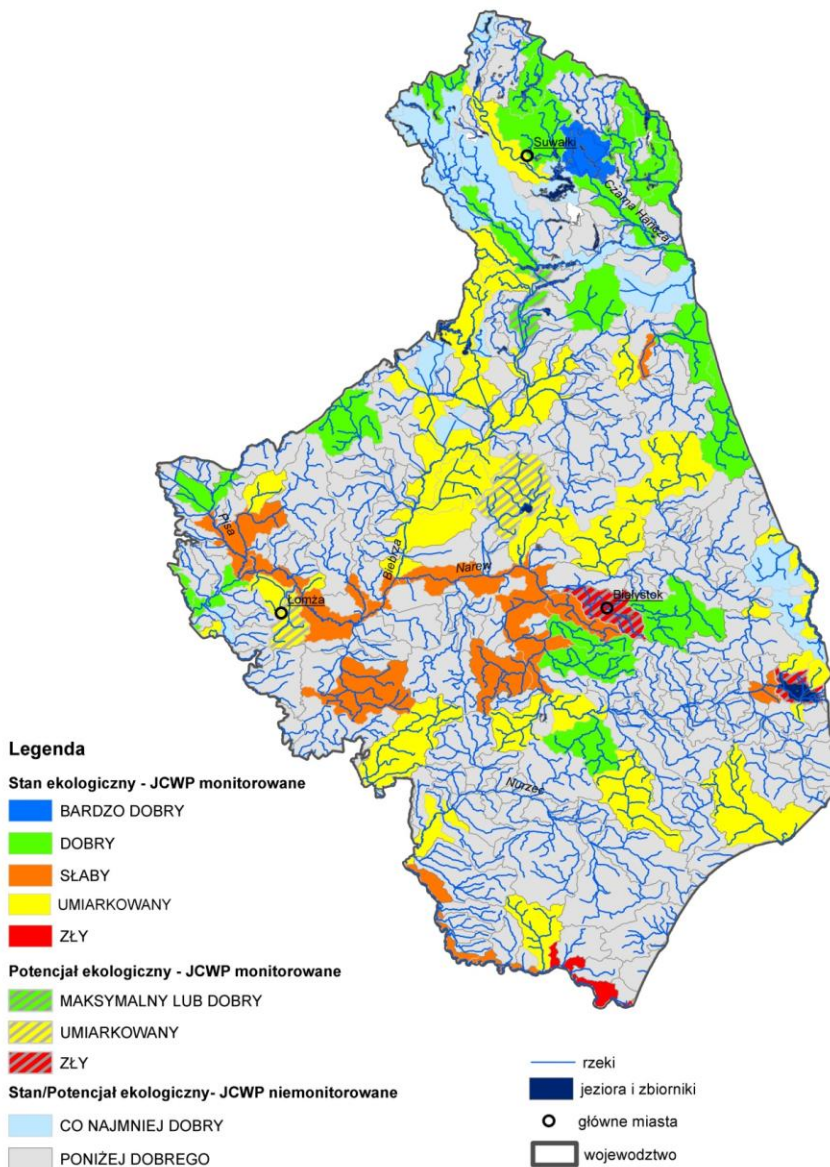 Suwałki
Czarna Hańcza
Pisa
Biebrza
Narew
Łomża
Białystok
Nurzec
Legenda
Stan ekologiczny - JCWP monitorowane
BARDZO DOBRY
DOBRY
SŁABY
UMIARKOWANY
ZŁY
Potencjał ekologiczny - JCWP monitorowane
MAKSYMALNY LUB DOBRY
UMIARKOWANY
ZŁY
Stan/Potencjał ekologiczny- JCWP niemonitorowane
CO NAJMNIEJ DOBRY
PONIŻEJ DOBREGO
rzeki
jeziora i zbiorniki
główne miasta
wojewodztwo